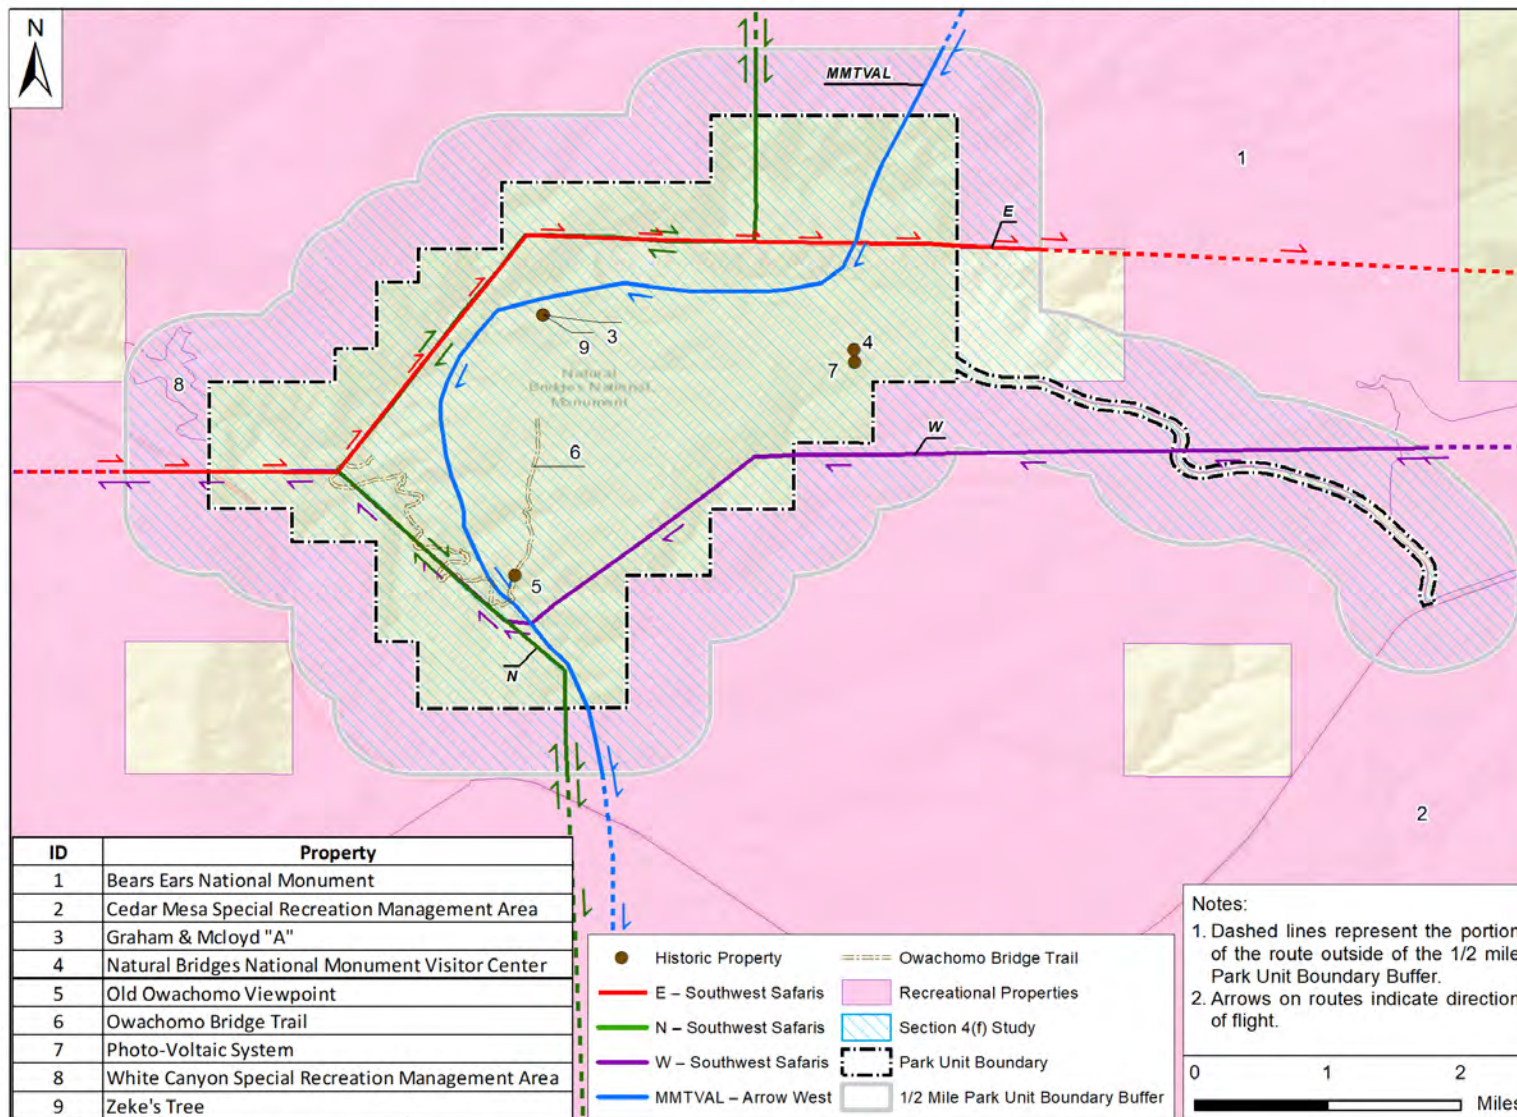 N
MMTVAL
1
E
3
9
4
7
8
Natural
Bridges National
Monument
W
6
5
N
2
ID Property
1 Bears Ears National Monument
2 Cedar Mesa Special Recreation Management Area
3 Graham & Mcloyd "A"
4 Natural Bridges National Monument Visitor Center
5 Old Owachomo Viewpoint
6 Owachomo Bridge Trail
7 Photo-Voltaic System
8 White Canyon Special Recreation Management Area
9 Zeke's Tree
Historic Property
E – Southwest Safaris
N – Southwest Safaris
W – Southwest Safaris
MMTVAL – Arrow West
Owachomo Bridge Trail
Recreational Properties
Section 4(f) Study
Park Unit Boundary
1/2 Mile Park Unit Boundary Buffer
Notes:
1. Dashed lines represent the portion
of the route outside of the 1/2 mile
Park Unit Boundary Buffer.
2. Arrows on routes indicate direction
of flight.
0 1 2
Miles